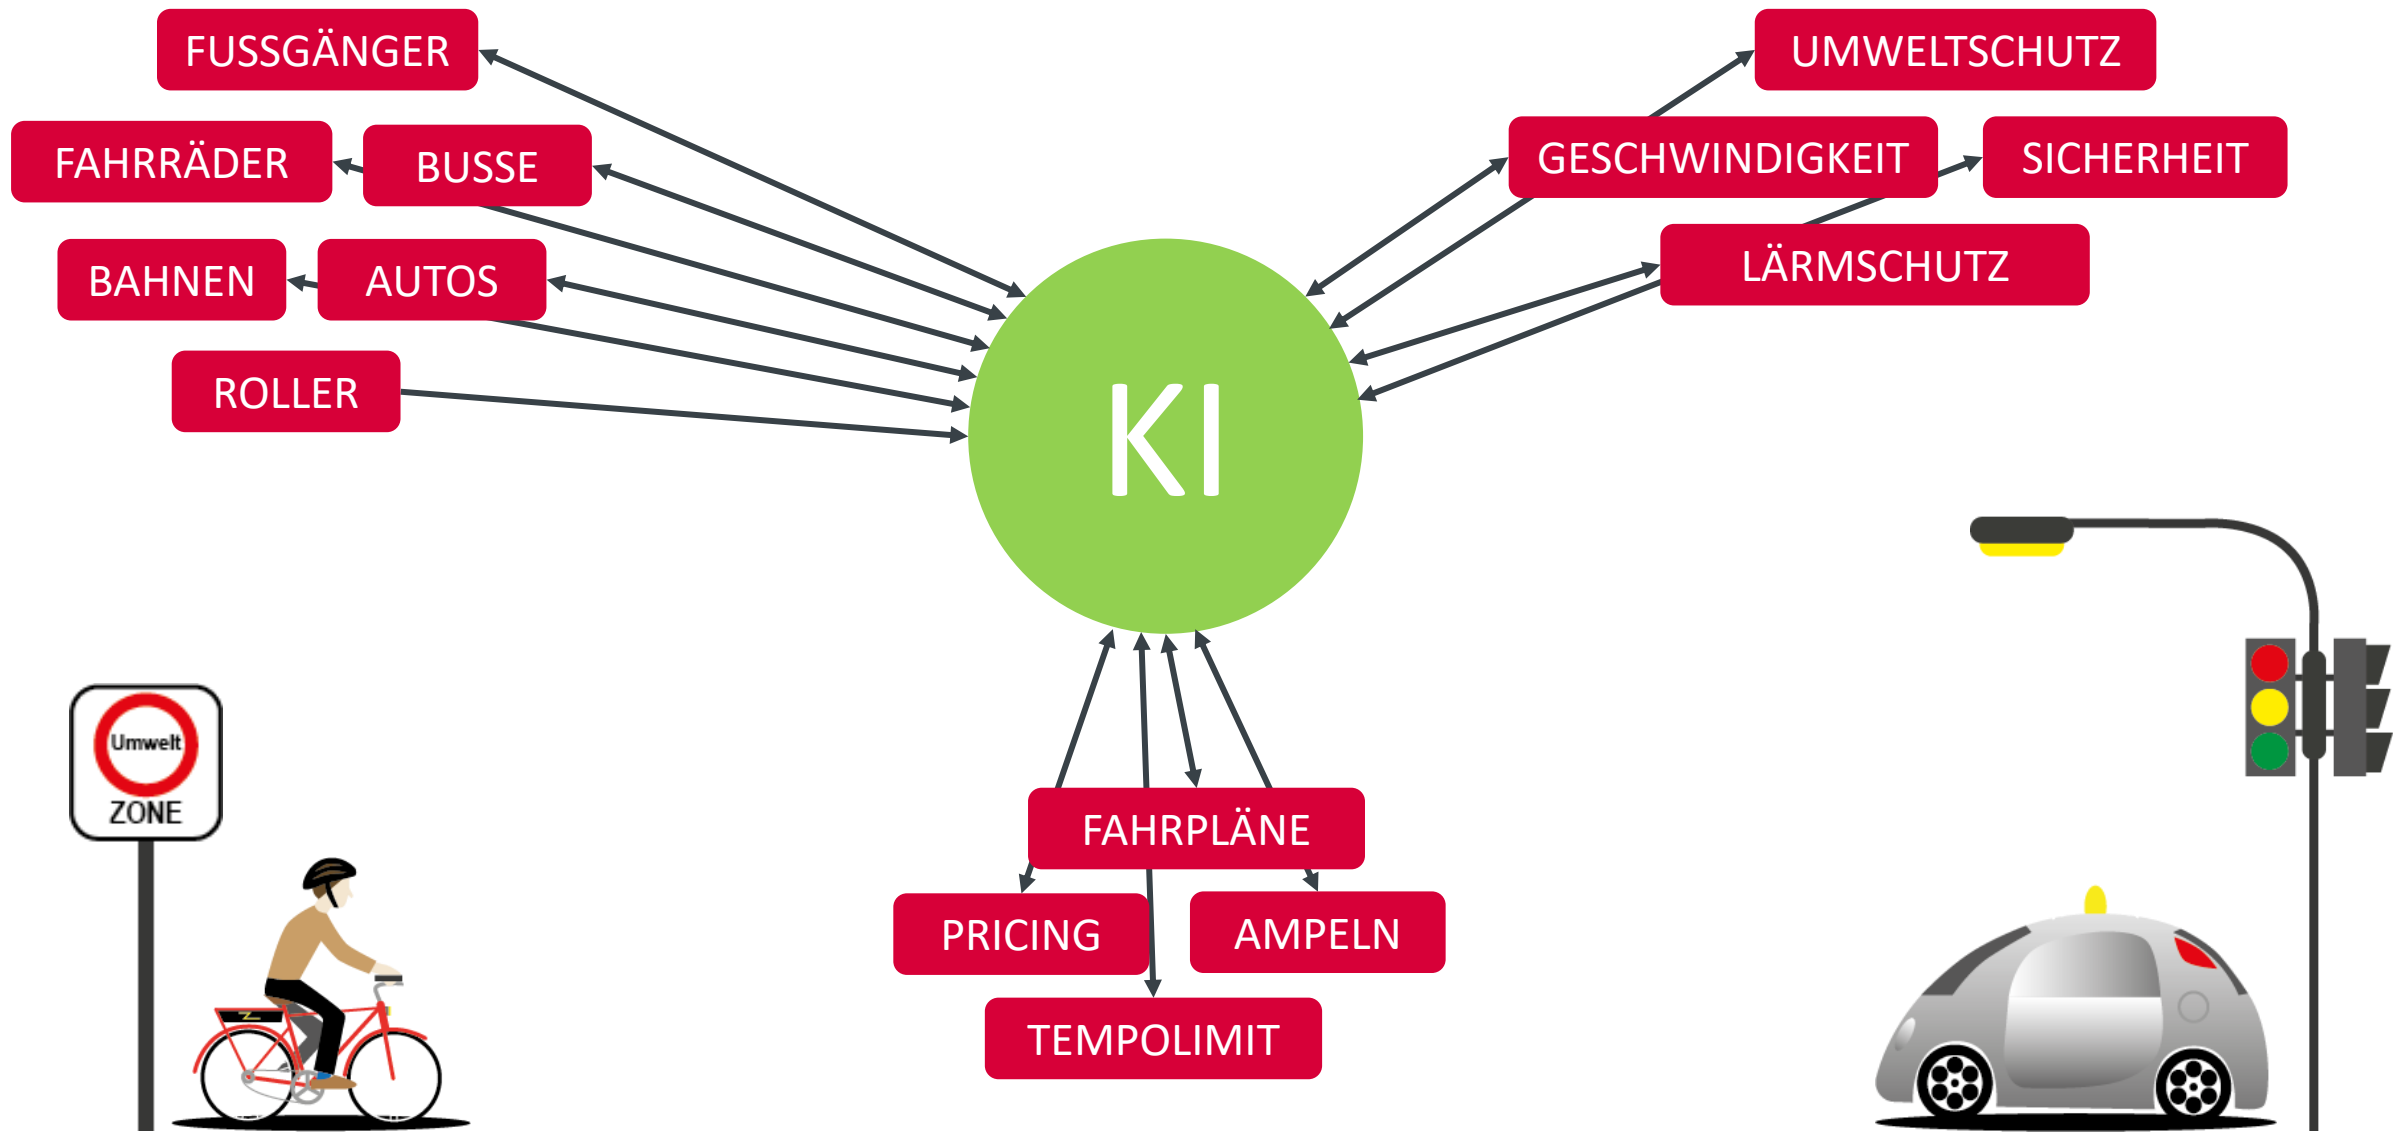 FUSSGÄNGER
FAHRRÄDER
BUSSE
BAHNEN
AUTOS
ROLLER
UMWELTSCHUTZ
GESCHWINDIGKEIT
SICHERHEIT
LÄRMSCHUTZ
KI
FAHRPLÄNE
PRICING
AMPELN
TEMPOLIMIT
Umwelt
ZONE